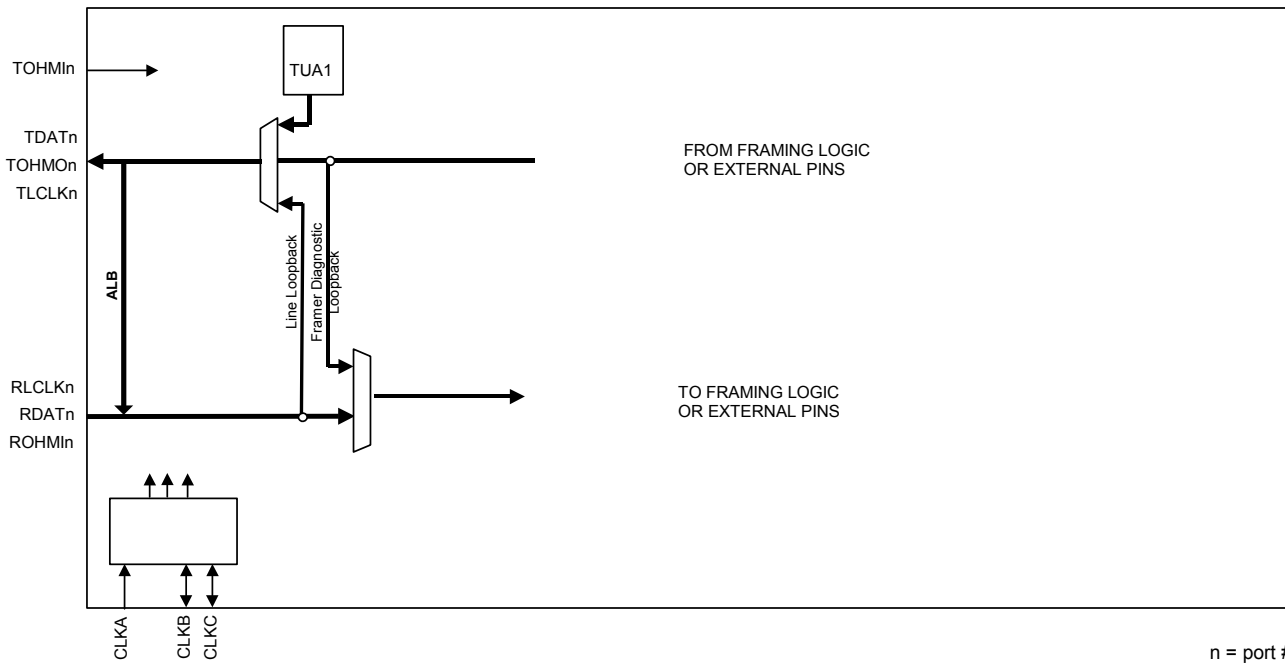 TOHMIn
TUA1
TDATn
TOHMOn
TLCLKn
FROM FRAMING LOGIC
OR EXTERNAL PINS
ALB
Line Loopback
Framer Diagnostic
Loopback
RLCLKn
RDATn
ROHMIn
TO FRAMING LOGIC
OR EXTERNAL PINS
CLKA
CLKB
CLKC
n = port #